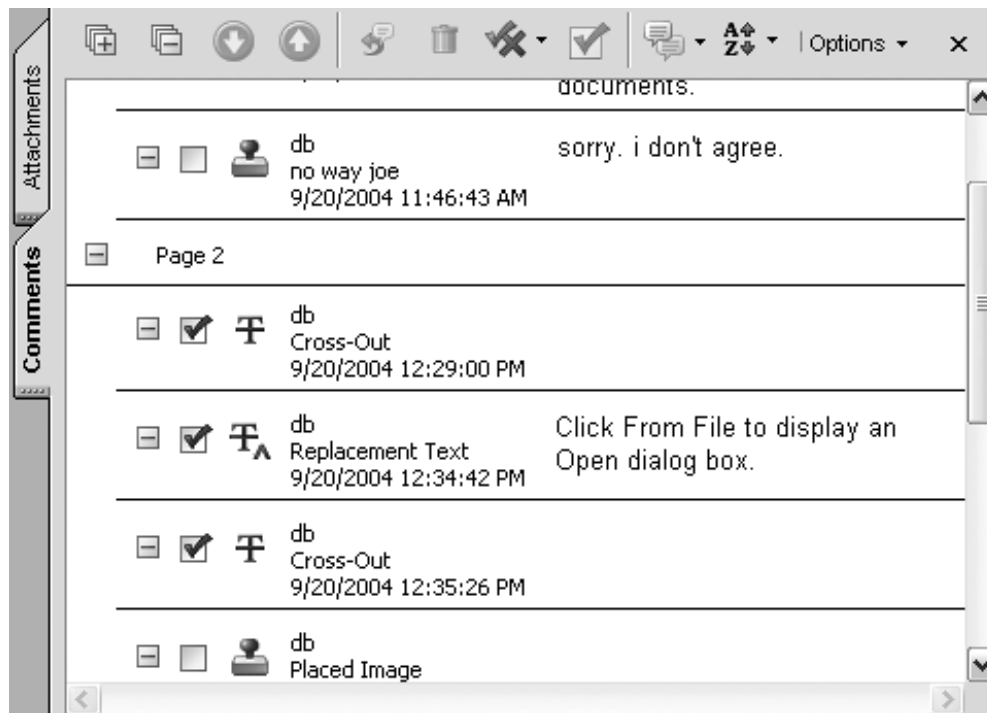 Attachments
Comments
A
Z
Options
documents.
db
no way joe
9/20/2004 11:46:43 AM
sorry. i don't agree.
Page 2
db
Cross-Out
9/20/2004 12:29:00 PM
db
Replacement Text
9/20/2004 12:34:42 PM
Click From File to display an
Open dialog box.
db
Cross-Out
9/20/2004 12:35:26 PM
db
Placed Image